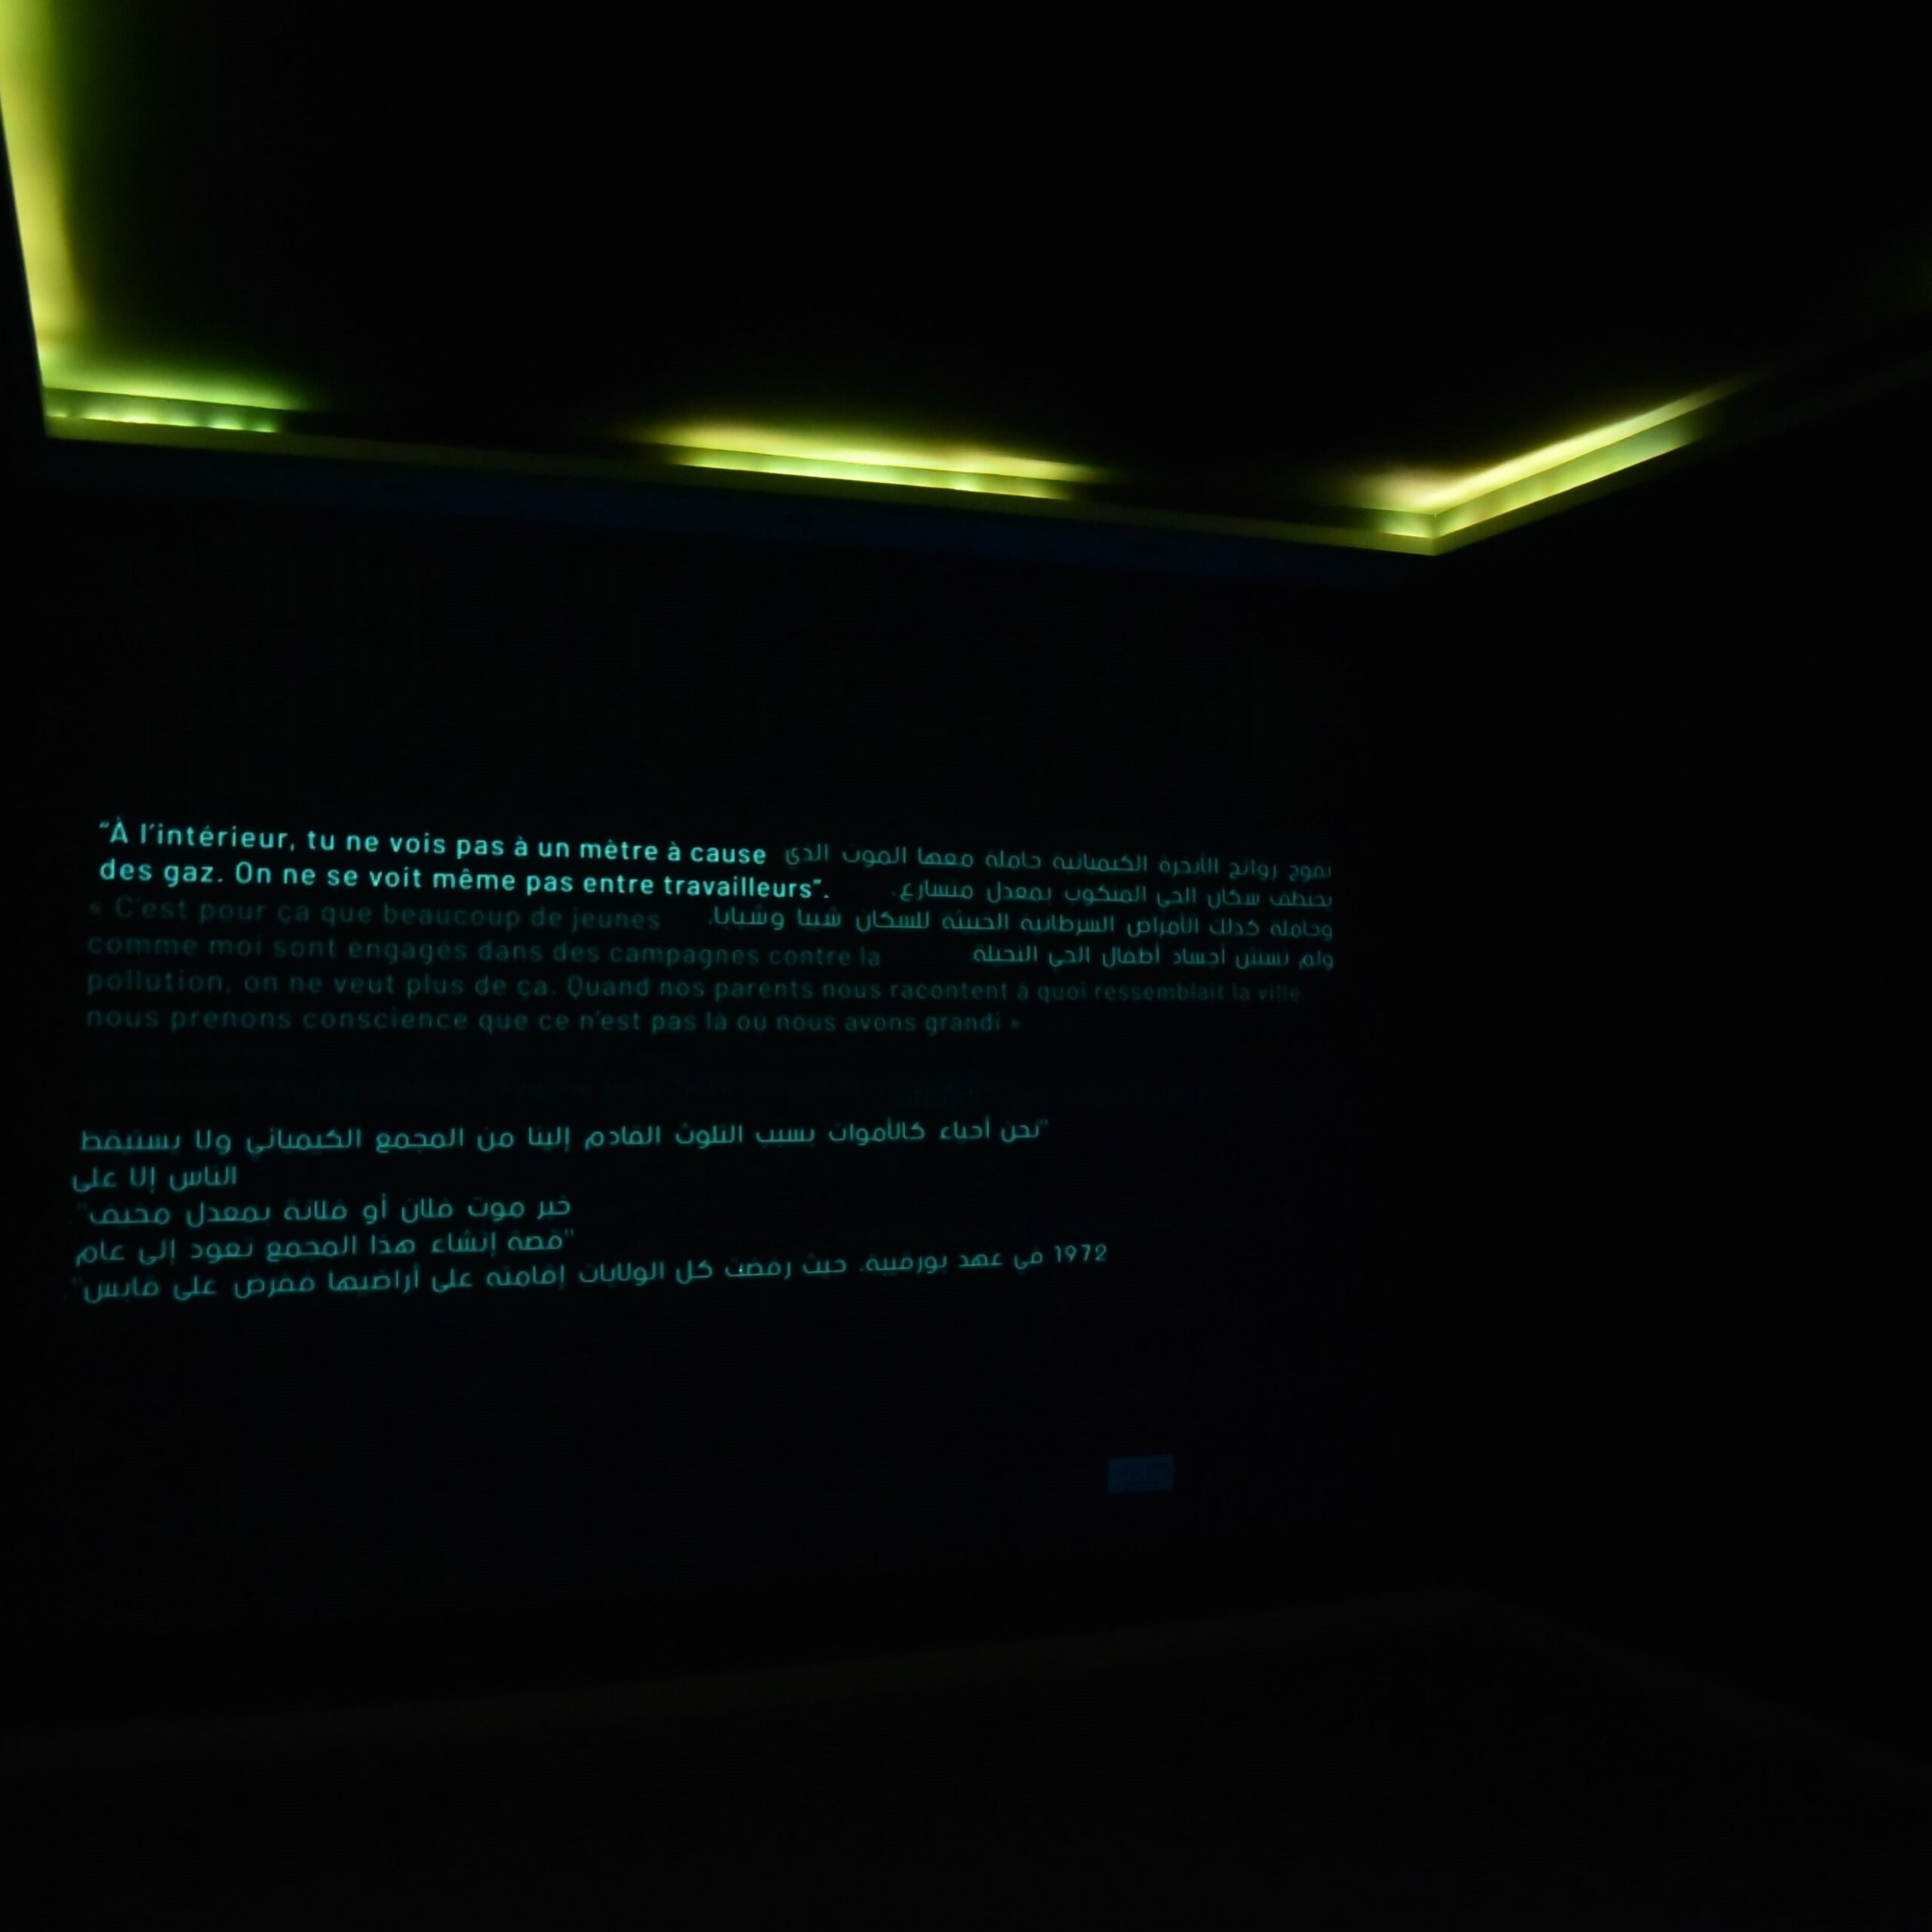 “À l’intérieur, tu ne vois pas à un mètre à cause
des gaz. On ne se voit même pas entre travailleurs”.
« C’est pour ça que beaucoup de jeunes
comme moi sont engagés dans des campagnes contre la
pollution, on ne veut plus de ça. Quand nos parents nous racontent à quoi ressemblait la ville
nous prenons conscience que ce n’est pas là où nous avons grandi »
تموج روائح الأبخرة الكيميائية حاملة معها الموت الذي
يختطف سكان الحي المنكوب بمعدل متسارع.
وحاملة كذلك الأمراض السرطانية الخبيثة للسكان شيبا وشبابا.
ولم تستثن أجساد أطفال الحي النحيلة
"نحن أحياء كالأموات بسبب التلوث القادم إلينا من المجمع الكيميائي ولا يستيقظ
الناس إلا على
خبر موت فلان أو فلانة بمعدل مخيف"
"قصة إنشاء هذا المجمع تعود إلى عام
1972 في عهد بورقيبة. حيث رفضت كل الولايات إقامته على أراضيها ففرض على قابس"